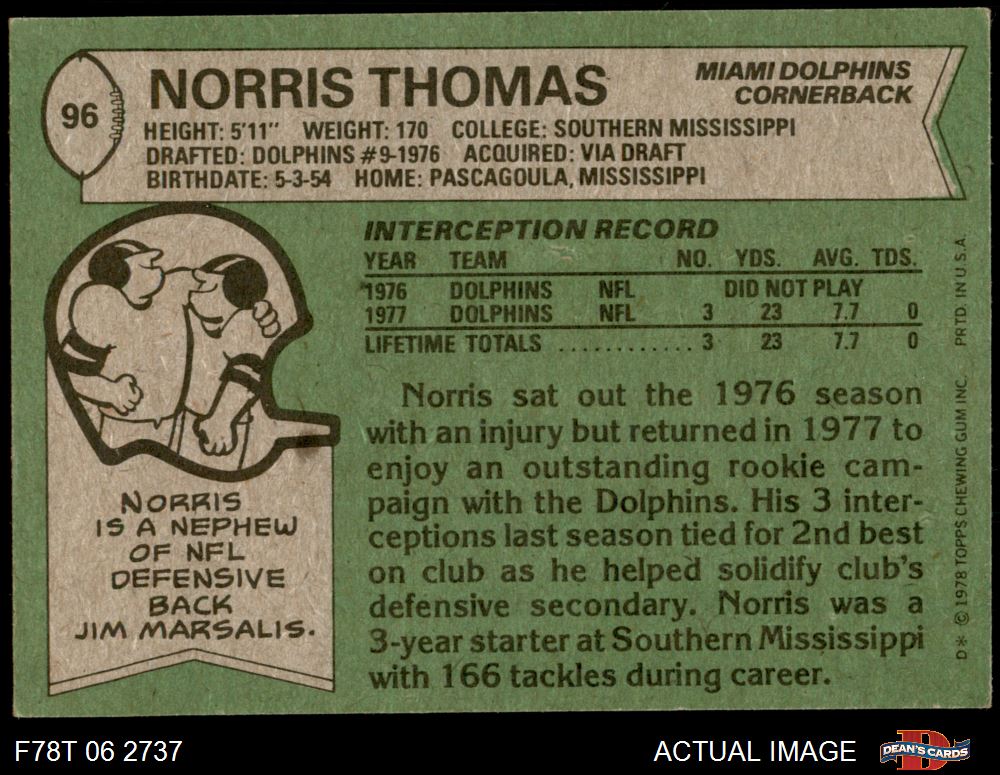 96
NORRIS THOMAS
MIAMI DOLPHINS
CORNERBACK
HEIGHT: 5'11" WEIGHT: 170 COLLEGE: SOUTHERN MISSISSIPPI
DRAFTED: DOLPHINS #9-1976 ACQUIRED: VIA DRAFT
BIRTHDATE: 5-3-54 HOME: PASCAGOULA, MISSISSIPPI
INTERCEPTION RECORD
YEAR TEAM NO. YDS. AVG. TDS.
1976 DOLPHINS NFL DID NOT PLAY
1977 DOLPHINS NFL 3 23 7.7 0
LIFETIME TOTALS ............ 3 23 7.7 0
Norris sat out the 1976 season
with an injury but returned in 1977 to
enjoy an outstanding rookie cam-
paign with the Dolphins. His 3 inter-
ceptions last season tied for 2nd best
on club as he helped solidify club's
defensive secondary. Norris was a
3-year starter at Southern Mississippi
with 166 tackles during career.
NORRIS
IS A NEPHEW
OF NFL
DEFENSIVE
BACK
JIM MARSALIS.
D* © 1978 TOPPS CHEWING GUM INC. PRTD. IN U.S.A.
F78T 06 2737
ACTUAL IMAGE
D
DEAN'S CARDS